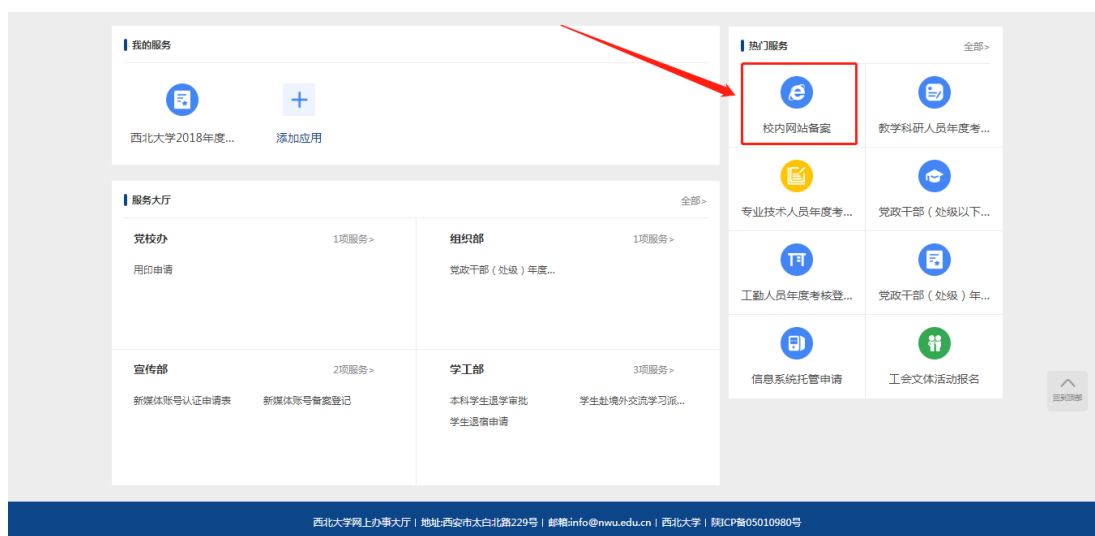 我的服务
西北大学2018年度...
添加应用
热门服务
全部>
校内网站备案
教学科研人员年度考...
专业技术人员年度考...
党政干部（处级以下...
工勤人员年度考核登...
党政干部（处级）年...
信息系统托管申请
工会文体活动报名
服务大厅
全部>
党校办
1项服务>
用印申请
组织部
1项服务>
党政干部（处级）年度...
宣传部
2项服务>
新媒体账号认证申请表
新媒体账号备案登记
学工部
3项服务>
本科学生退学审批
学生赴境外交流学习派...
学生退宿申请
回到顶部
西北大学网上办事大厅 | 地址:西安市太白北路229号 | 邮箱:info@nwu.edu.cn | 西北大学 | 陕ICP备05010980号